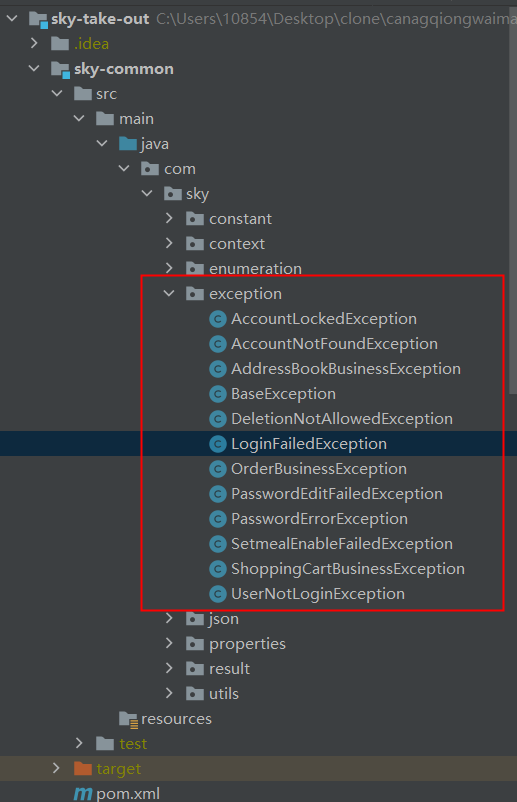 sky-take-out C:\Users\10854\Desktop\clone\canagqiongwaima
.idea
sky-common
src
main
java
com
sky
constant
context
enumeration
exception
AccountLockedException
AccountNotFoundException
AddressBookBusinessException
BaseException
DeletionNotAllowedException
LoginFailedException
OrderBusinessException
PasswordEditFailedException
PasswordErrorException
SetmealEnableFailedException
ShoppingCartBusinessException
UserNotLoginException
json
properties
result
utils
resources
test
target
pom.xml